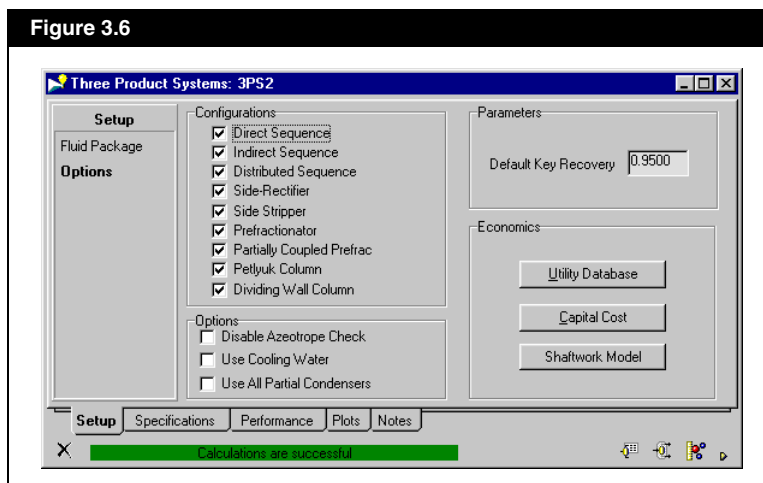 Figure 3.6
Three Product Systems: 3PS2
Setup
Fluid Package
Options
Configurations
Direct Sequence
Indirect Sequence
Distributed Sequence
Side-Rectifier
Side Stripper
Prefractionator
Partially Coupled Prefrac
Petlyuk Column
Dividing Wall Column
Options
Disable Azeotrope Check
Use Cooling Water
Use All Partial Condensers
Parameters
Default Key Recovery 0.9500
Economics
Utility Database
Capital Cost
Shaftwork Model
Setup Specifications Performance Plots Notes
Calculations are successful